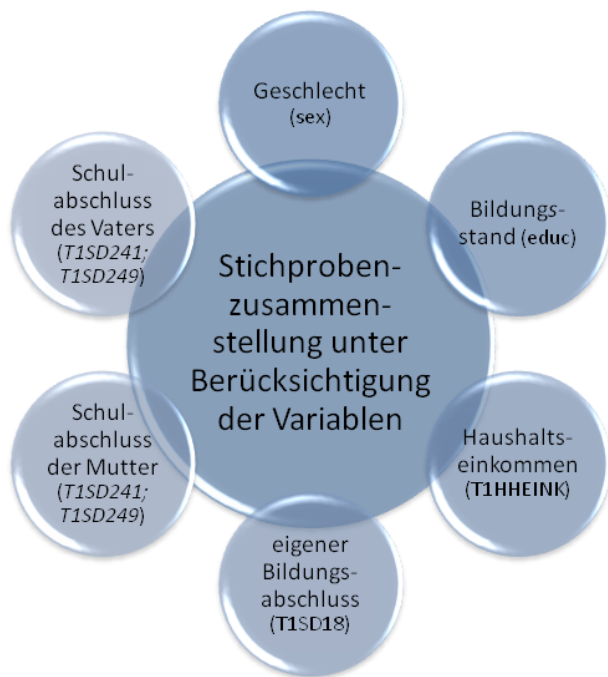 Geschlecht
(sex)
Bildungs-
stand (educ)
Haushalts-
einkommen
(T1HHEINK)
eigener
Bildungs-
abschluss
(T1SD18)
Schul-
abschluss
der Mutter
(T1SD241;
T1SD249)
Schul-
abschluss
des Vaters
(T1SD241;
T1SD249)
Stichproben-
zusammen-
stellung unter
Berücksichtigung
der Variablen